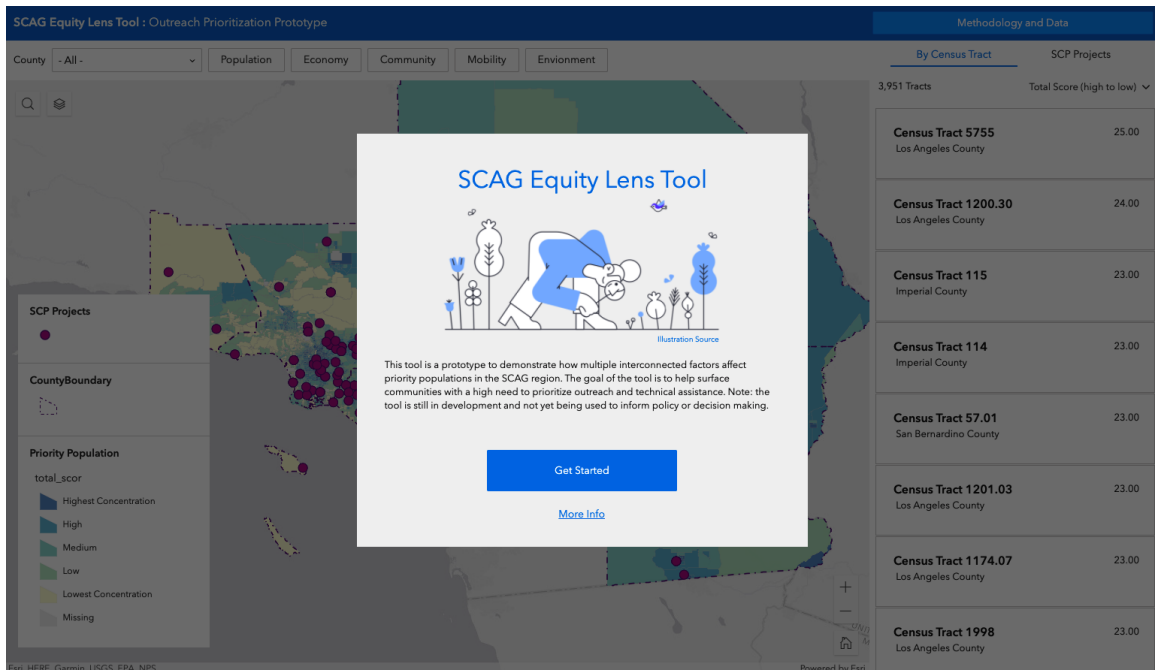 SCAG Equity Lens Tool : Outreach Prioritization Prototype
Methodology and Data
County
- All -
Population
Economy
Community
Mobility
Envionment
By Census Tract
SCP Projects
3,951 Tracts
Total Score (high to low)
Census Tract 5755
25.00
Los Angeles County
Census Tract 1200.30
24.00
Los Angeles County
Census Tract 115
23.00
Imperial County
Census Tract 114
23.00
Imperial County
Census Tract 57.01
23.00
San Bernardino County
Census Tract 1201.03
23.00
Los Angeles County
Census Tract 1174.07
23.00
Los Angeles County
Census Tract 1998
23.00
Los Angeles County
SCAG Equity Lens Tool
Illustration Source
This tool is a prototype to demonstrate how multiple interconnected factors affect
priority populations in the SCAG region. The goal of the tool is to help surface
communities with a high need to prioritize outreach and technical assistance. Note: the
tool is still in development and not yet being used to inform policy or decision making.
Get Started
More Info
SCP Projects
CountyBoundary
Priority Population
total_scor
Highest Concentration
High
Medium
Low
Lowest Concentration
Missing
Esri, HERE, Garmin, USGS, EPA, NPS
Powered by Esri